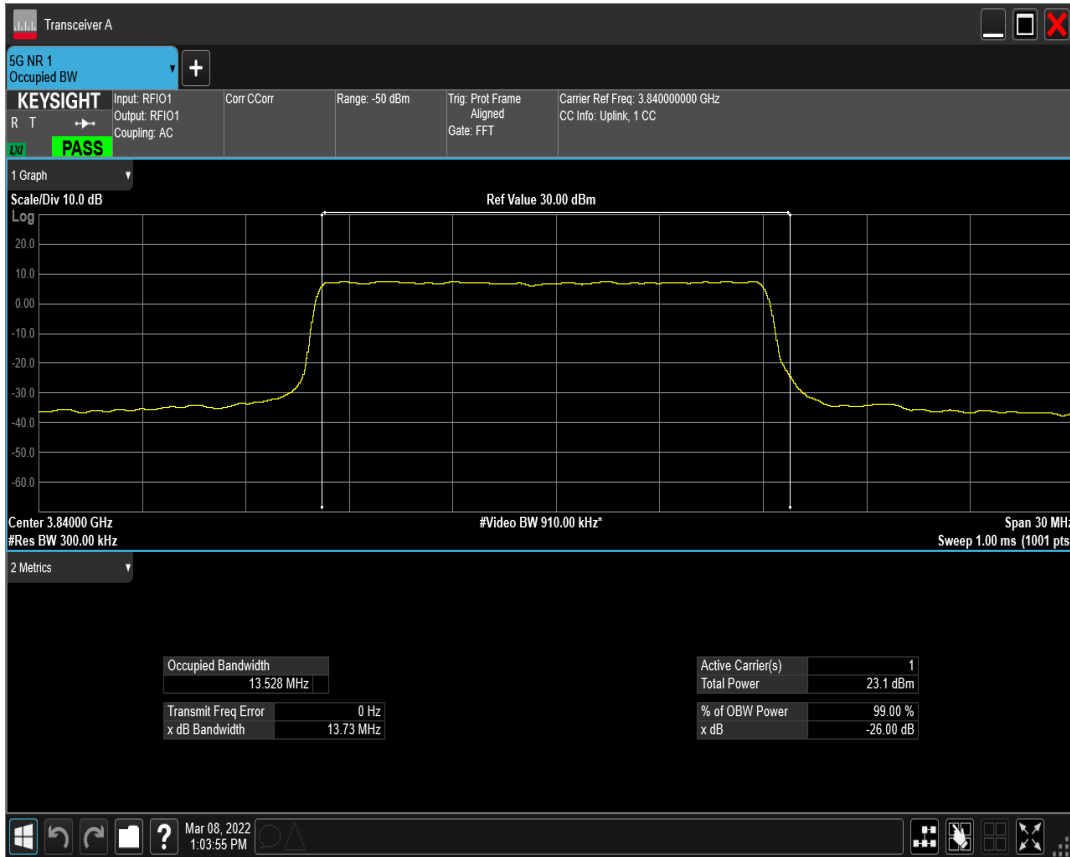 Transceiver A
5G NR 1
Occupied BW
KEYSIGHT
R T
LXI
PASS
Input: RFIO1
Output: RFIO1
Coupling: AC
Corr CCorr
Range: -50 dBm
Trig: Prot Frame
Aligned
Gate: FFT
Carrier Ref Freq: 3.840000000 GHz
CC Info: Uplink, 1 CC
1 Graph
Scale/Div 10.0 dB
Ref Value 30.00 dBm
Log
20.0
10.0
0.00
-10.0
-20.0
-30.0
-40.0
-50.0
-60.0
Center 3.84000 GHz
#Video BW 910.00 kHz*
Span 30 MHz
#Res BW 300.00 kHz
Sweep 1.00 ms (1001 pts
2 Metrics
Occupied Bandwidth
13.528 MHz
Transmit Freq Error 0 Hz
x dB Bandwidth 13.73 MHz
Active Carrier(s) 1
Total Power 23.1 dBm
% of OBW Power 99.00 %
x dB -26.00 dB
?
Mar 08, 2022
1:03:55 PM